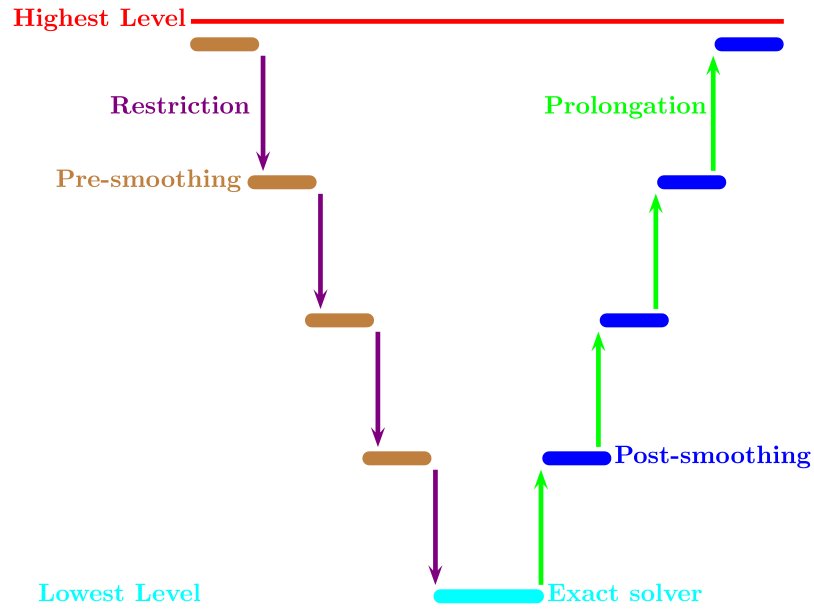 Highest Level
Restriction
Prolongation
Pre-smoothing
Post-smoothing
Lowest Level
Exact solver